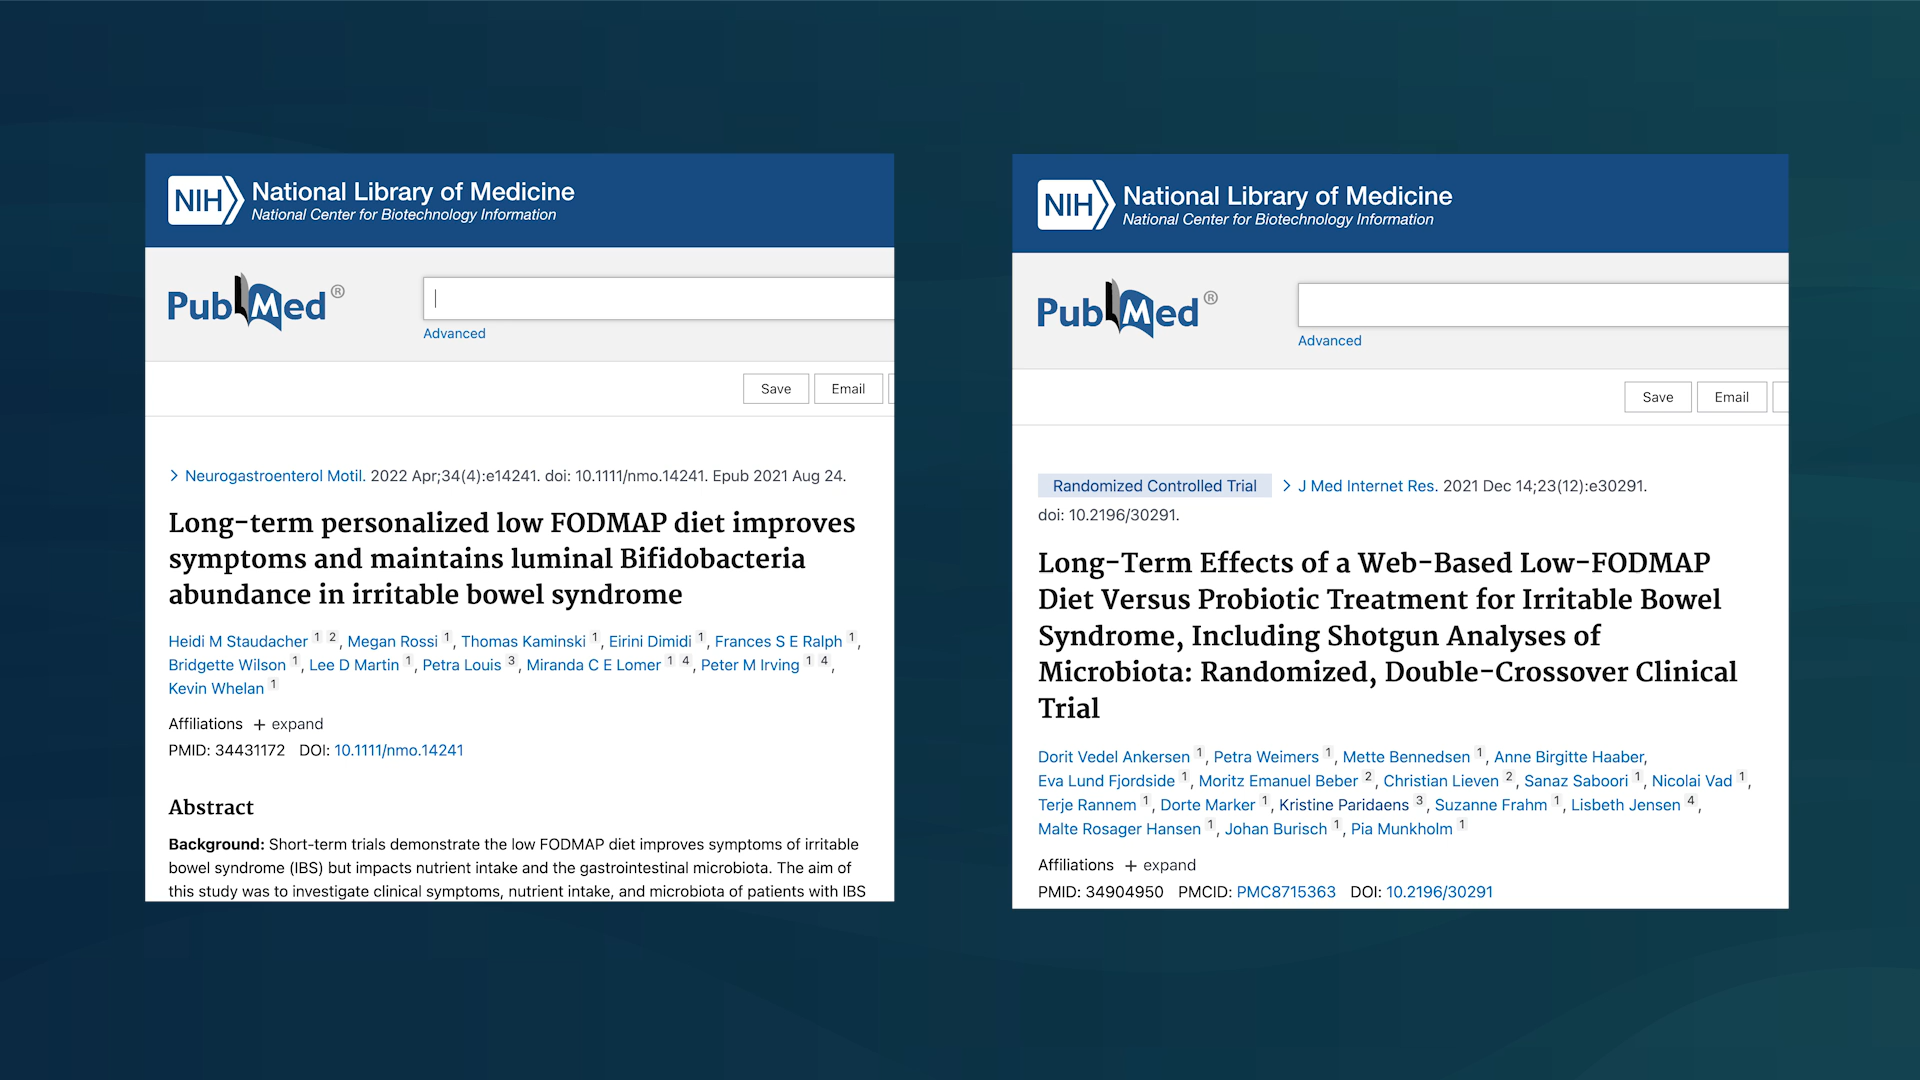 NIH National Library of Medicine
National Center for Biotechnology Information
PubMed®
Advanced
Save Email
Neurogastroenterol Motil. 2022 Apr;34(4):e14241. doi: 10.1111/nmo.14241. Epub 2021 Aug 24.
Long-term personalized low FODMAP diet improves
symptoms and maintains luminal Bifidobacteria
abundance in irritable bowel syndrome
Heidi M Staudacher 1 2, Megan Rossi 1, Thomas Kaminski 1, Eirini Dimidi 1, Frances S E Ralph 1,
Bridgette Wilson 1, Lee D Martin 1, Petra Louis 3, Miranda C E Lomer 1 4, Peter M Irving 1 4,
Kevin Whelan 1
Affiliations + expand
PMID: 34431172 DOI: 10.1111/nmo.14241
Abstract
Background: Short-term trials demonstrate the low FODMAP diet improves symptoms of irritable
bowel syndrome (IBS) but impacts nutrient intake and the gastrointestinal microbiota. The aim of
this study was to investigate clinical symptoms, nutrient intake, and microbiota of patients with IBS
NIH National Library of Medicine
National Center for Biotechnology Information
PubMed®
Advanced
Save Email
Randomized Controlled Trial > J Med Internet Res. 2021 Dec 14;23(12):e30291.
doi: 10.2196/30291.
Long-Term Effects of a Web-Based Low-FODMAP
Diet Versus Probiotic Treatment for Irritable Bowel
Syndrome, Including Shotgun Analyses of
Microbiota: Randomized, Double-Crossover Clinical
Trial
Dorit Vedel Ankersen 1, Petra Weimers 1, Mette Bennedsen 1, Anne Birgitte Haaber,
Eva Lund Fjordside 1, Moritz Emanuel Beber 2, Christian Lieven 2, Sanaz Saboori 1, Nicolai Vad 1,
Terje Rannem 1, Dorte Marker 1, Kristine Paridaens 3, Suzanne Frahm 1, Lisbeth Jensen 4,
Malte Rosager Hansen 1, Johan Burisch 1, Pia Munkholm 1
Affiliations + expand
PMID: 34904950 PMCID: PMC8715363 DOI: 10.2196/30291